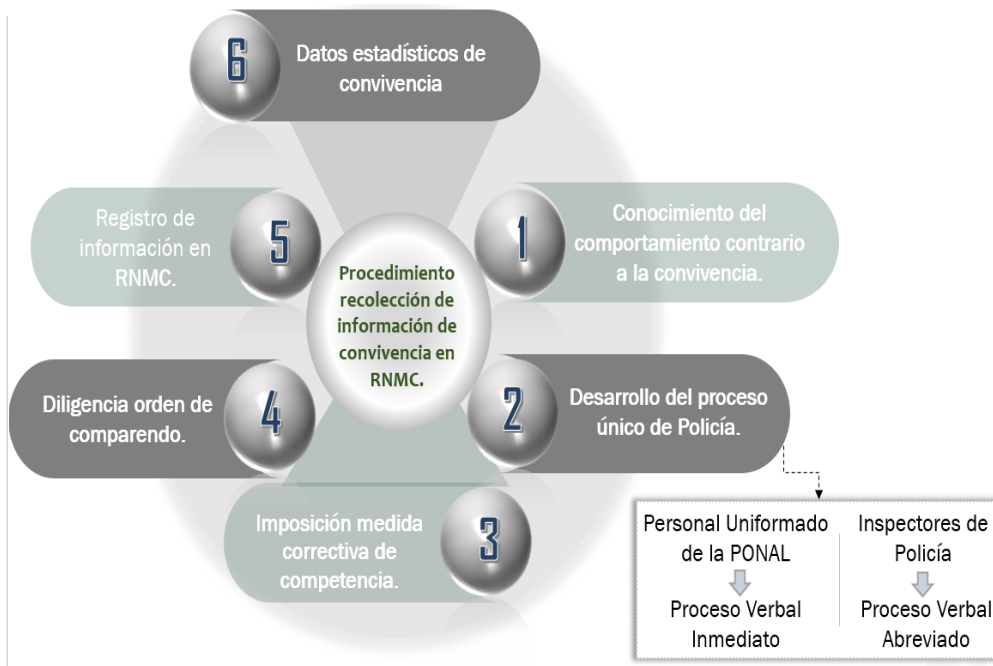 6
Datos estadísticos de
convivencia
5
Registro de
información en
RNMC.
1
Conocimiento del
comportamiento contrario
a la convivencia.
Procedimiento
recolección de
información de
convivencia en
RNMC.
4
Diligencia orden de
comparendo.
2
Desarrollo del proceso
único de Policía.
3
Imposición medida
correctiva de
competencia.
Personal Uniformado
de la PONAL
Proceso Verbal
Inmediato
Inspectores de
Policía
Proceso Verbal
Abreviado